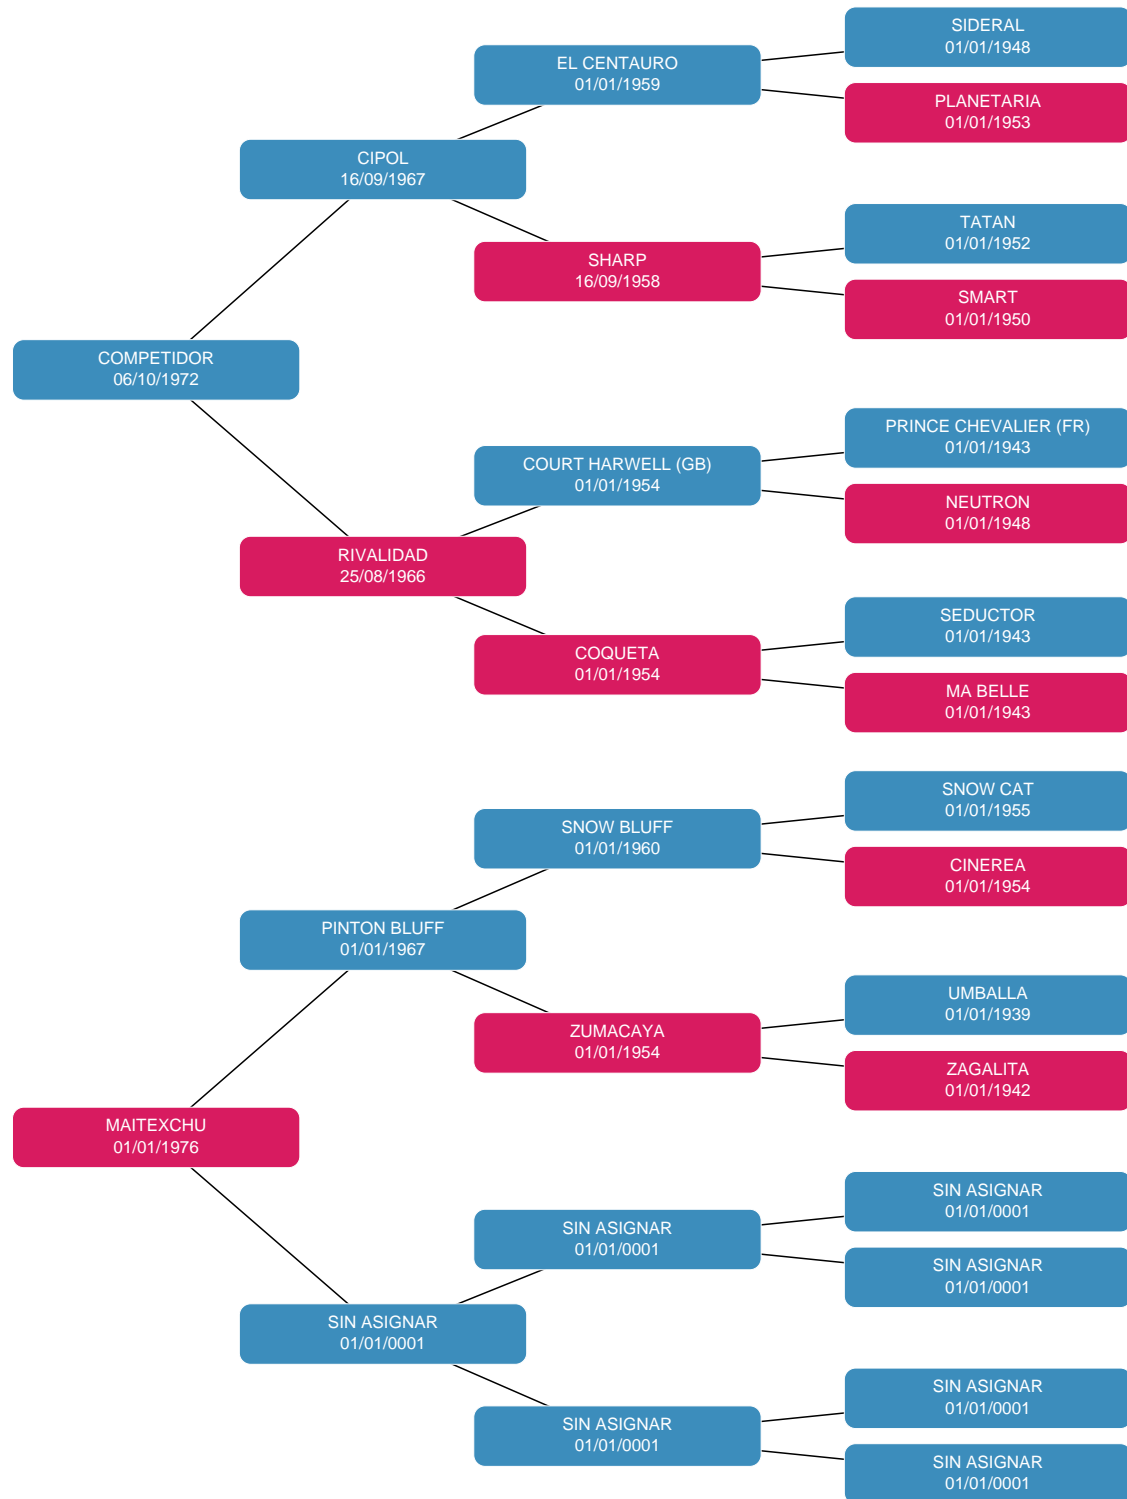 SIDERAL
01/01/1948
EL CENTAURO
01/01/1959
PLANETARIA
01/01/1953
CIPOL
16/09/1967
TATAN
01/01/1952
SHARP
16/09/1958
SMART
01/01/1950
COMPETIDOR
06/10/1972
PRINCE CHEVALIER (FR)
01/01/1943
COURT HARWELL (GB)
01/01/1954
NEUTRON
01/01/1948
RIVALIDAD
25/08/1966
SEDUCTOR
01/01/1943
COQUETA
01/01/1954
MA BELLE
01/01/1943
SNOW CAT
01/01/1955
SNOW BLUFF
01/01/1960
CINEREA
01/01/1954
PINTON BLUFF
01/01/1967
UMBALLA
01/01/1939
ZUMACAYA
01/01/1954
ZAGALITA
01/01/1942
MAITEXCHU
01/01/1976
SIN ASIGNAR
01/01/0001
SIN ASIGNAR
01/01/0001
SIN ASIGNAR
01/01/0001
SIN ASIGNAR
01/01/0001
SIN ASIGNAR
01/01/0001
SIN ASIGNAR
01/01/0001
SIN ASIGNAR
01/01/0001